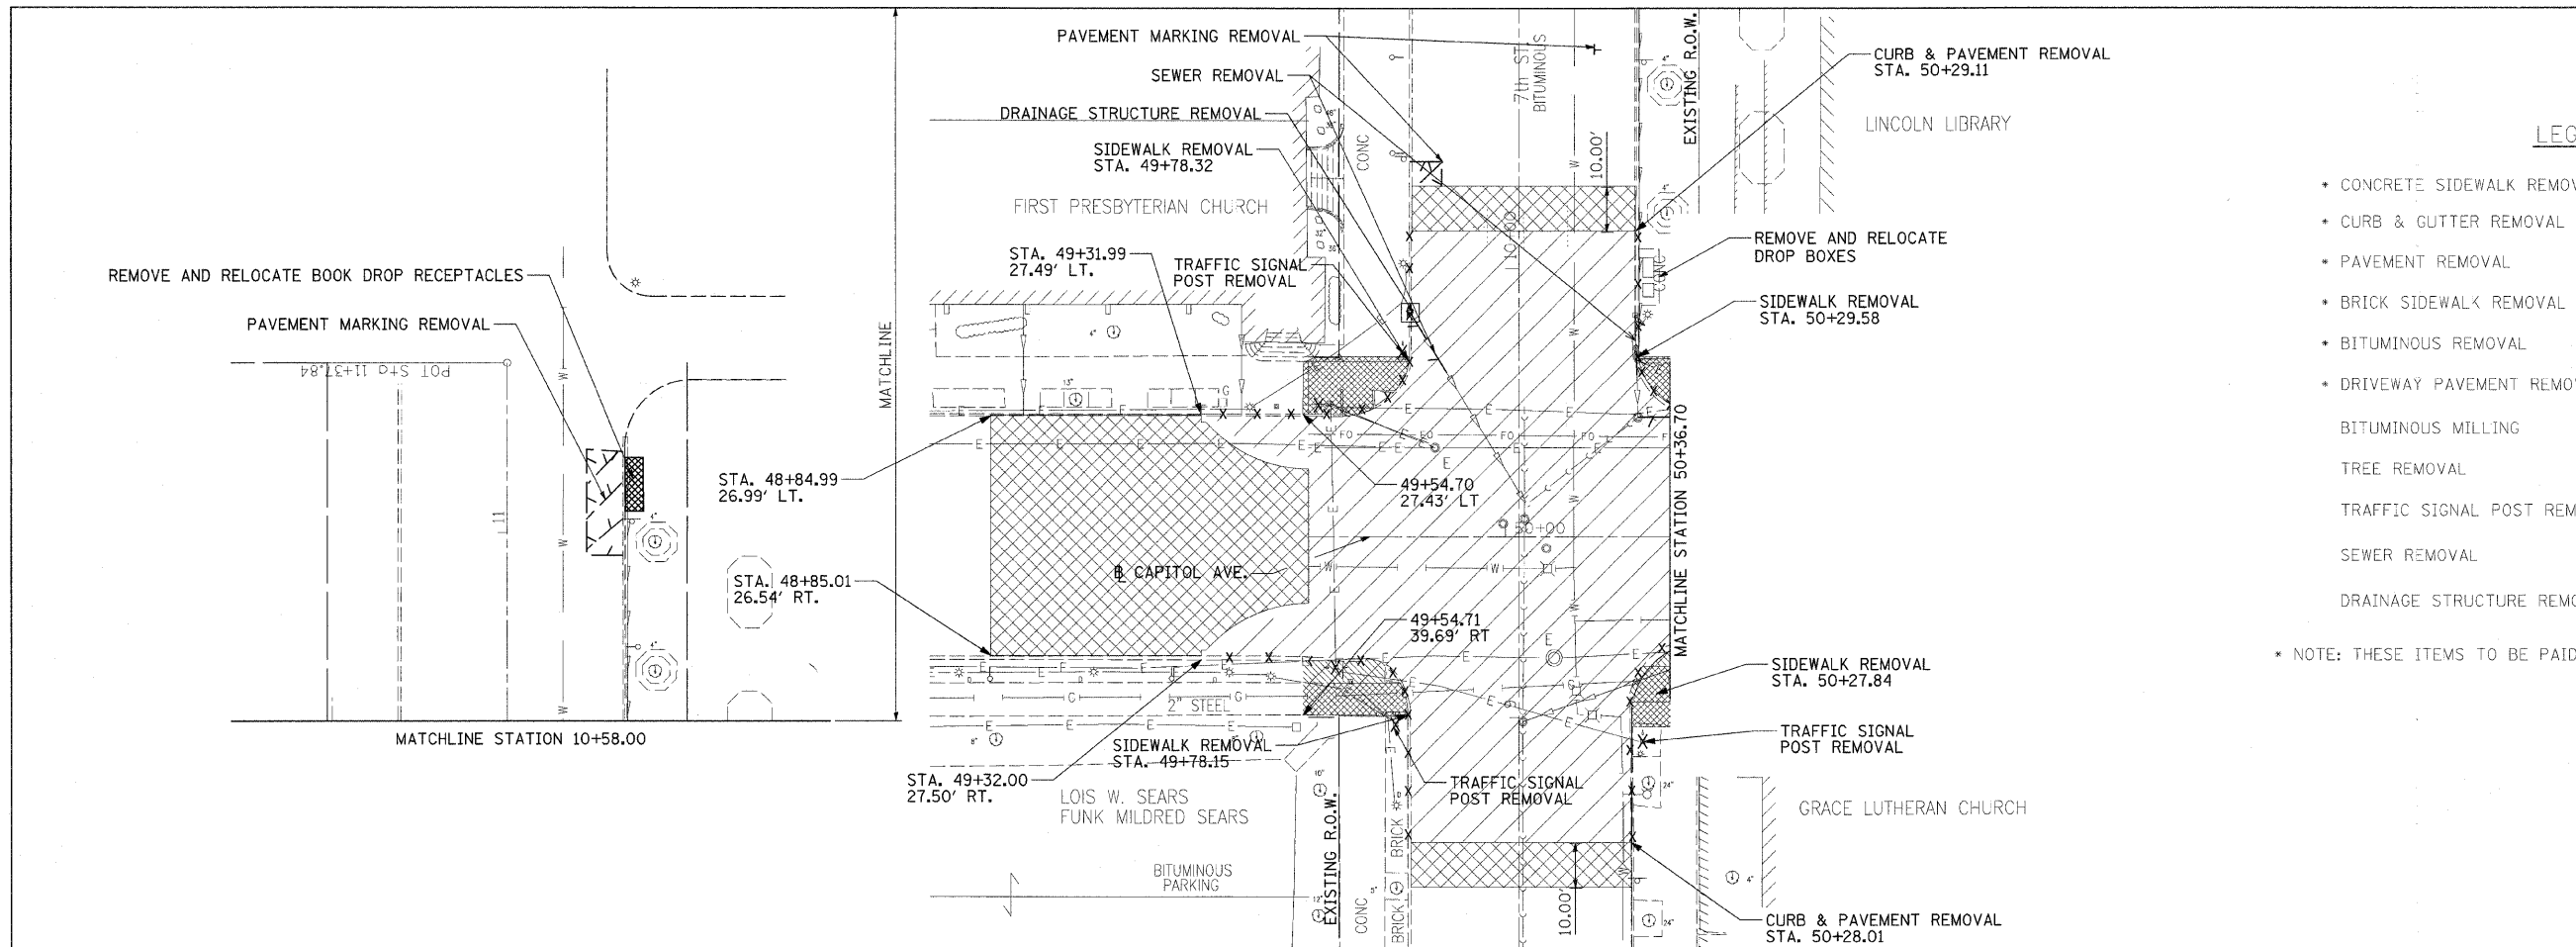 REMOVE AND RELOCATE BOOK DROP RECEPTACLES
PAVEMENT MARKING REMOVAL
POT Sta 11+37.84
11
W
MATCHLINE STATION 10+58.00
MATCHLINE
PAVEMENT MARKING REMOVAL
SEWER REMOVAL
DRAINAGE STRUCTURE REMOVAL
SIDEWALK REMOVAL
STA. 49+78.32
FIRST PRESBYTERIAN CHURCH
STA. 49+31.99
27.49' LT.
TRAFFIC SIGNAL
POST REMOVAL
CONC
7th ST
BITUMINOUS
EXISTING R.O.W.
10.00'
CURB & PAVEMENT REMOVAL
STA. 50+29.11
LINCOLN LIBRARY
REMOVE AND RELOCATE
DROP BOXES
CONC
SIDEWALK REMOVAL
STA. 50+29.58
STA. 48+84.99
26.99' LT.
49+54.70
27.43' LT
50+00
MATCHLINE STATION 50+36.70
STA. 48+85.01
26.54' RT.
CAPITOL AVE.
49+54.71
39.69' RT
2" STEEL
SIDEWALK REMOVAL
STA. 49+78.15
STA. 49+32.00
27.50' RT.
LOIS W. SEARS
FUNK MILDRED SEARS
TRAFFIC SIGNAL
POST REMOVAL
SIDEWALK REMOVAL
STA. 50+27.84
TRAFFIC SIGNAL
POST REMOVAL
GRACE LUTHERAN CHURCH
BITUMINOUS
PARKING
EXISTING R.O.W.
CONC
BRICK
BRICK
10.00'
CURB & PAVEMENT REMOVAL
STA. 50+28.01
LEG
* CONCRETE SIDEWALK REMOV
* CURB & GUTTER REMOVAL
* PAVEMENT REMOVAL
* BRICK SIDEWALK REMOVAL
* BITUMINOUS REMOVAL
* DRIVEWAY PAVEMENT REMO
BITUMINOUS MILLING
TREE REMOVAL
TRAFFIC SIGNAL POST REM
SEWER REMOVAL
DRAINAGE STRUCTURE REMO
* NOTE: THESE ITEMS TO BE PAID